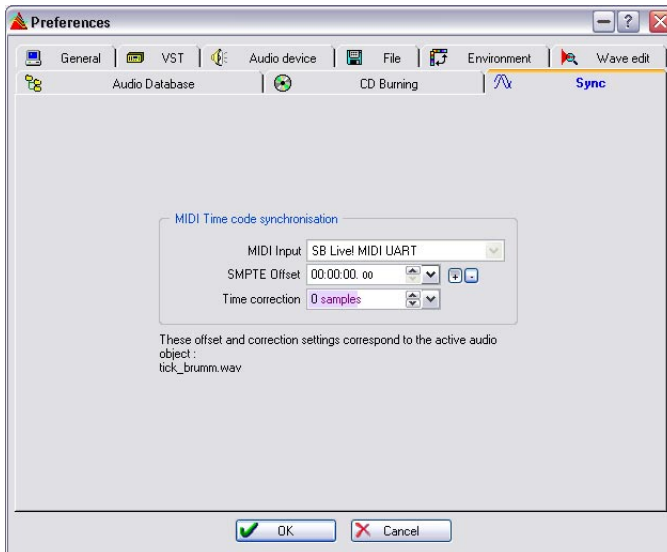 Preferences
General VST Audio device File Environment Wave edit
Audio Database CD Burning Sync
MIDI Time code synchronisation
MIDI Input SB Live! MIDI UART
SMPTE Offset 00:00:00. 00 + -
Time correction 0 samples
These offset and correction settings correspond to the active audio
object :
tick_brumm.wav
OK Cancel